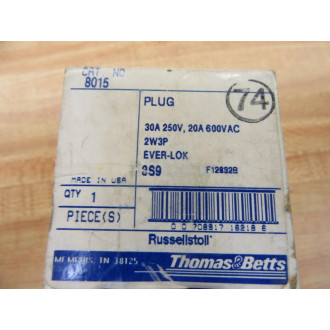 CAT NO
8015
PLUG
74
30A 250V, 20A 600VAC
2W3P
EVER-LOK
3S9 F12832B
MADE IN USA
QTY 1
PIECE(S)
Russellstoll
MEMPHIS, TN 38125
Thomas&Betts